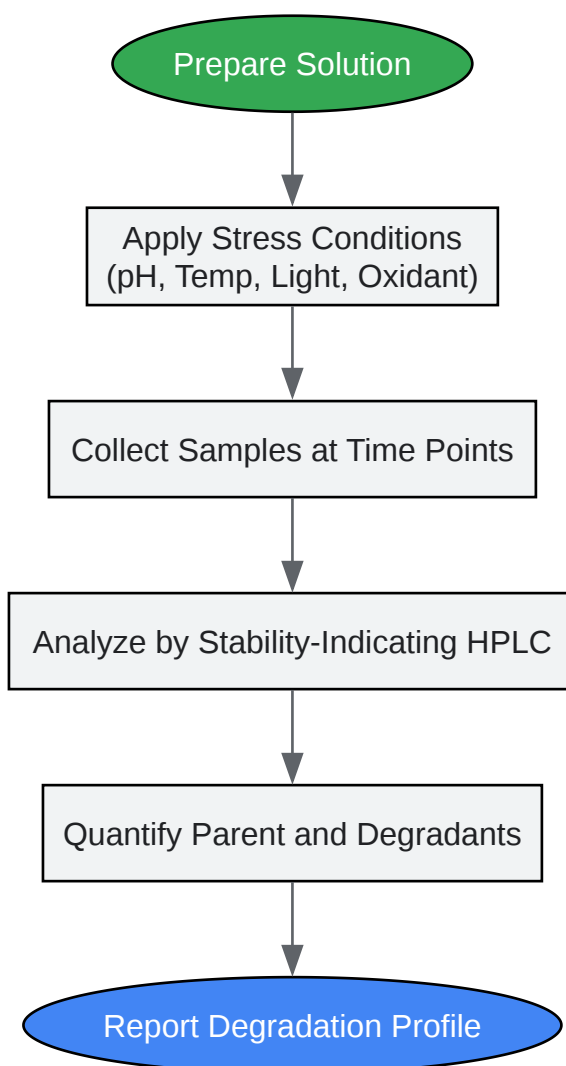 Prepare Solution
Apply Stress Conditions
(pH, Temp, Light, Oxidant)
Collect Samples at Time Points
Analyze by Stability-Indicating HPLC
Quantify Parent and Degradants
Report Degradation Profile